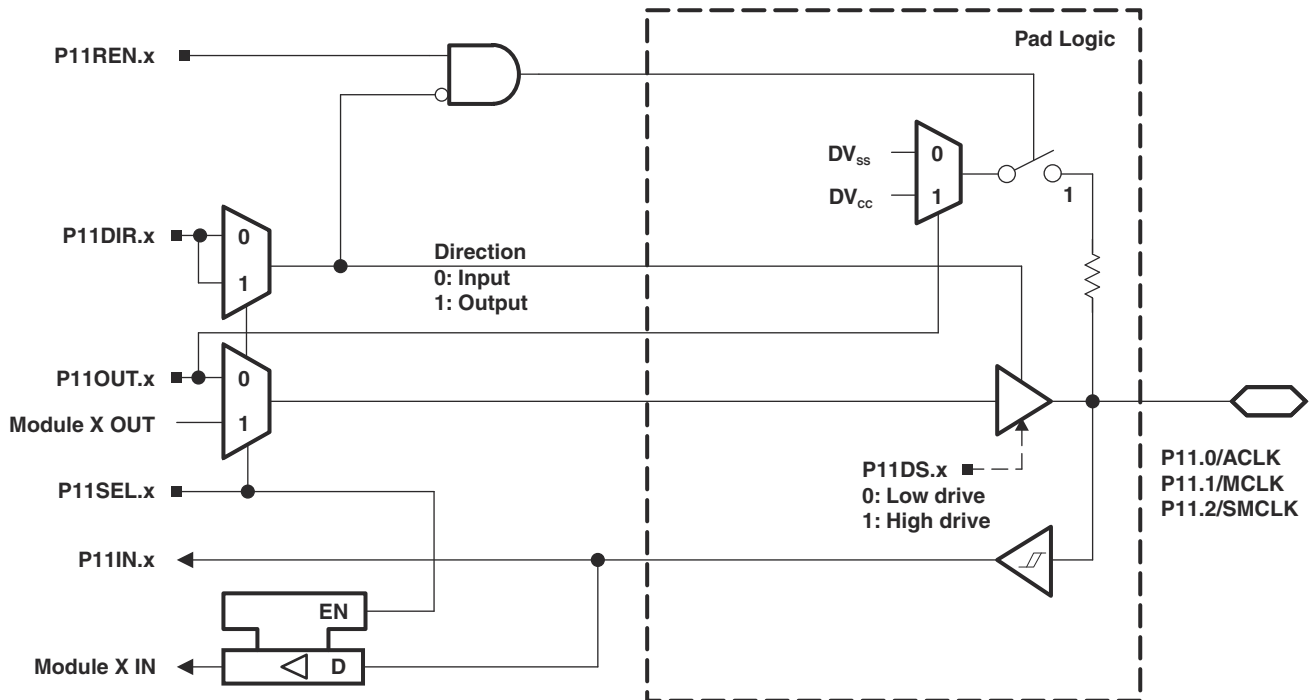 Pad Logic
P11REN.x
DVss
0
DVcc
1
1
P11DIR.x
0
1
Direction
0: Input
1: Output
P11OUT.x
0
Module X OUT
1
P11DS.x
0: Low drive
1: High drive
P11.0/ACLK
P11.1/MCLK
P11.2/SMCLK
P11SEL.x
P11IN.x
EN
Module X IN
D